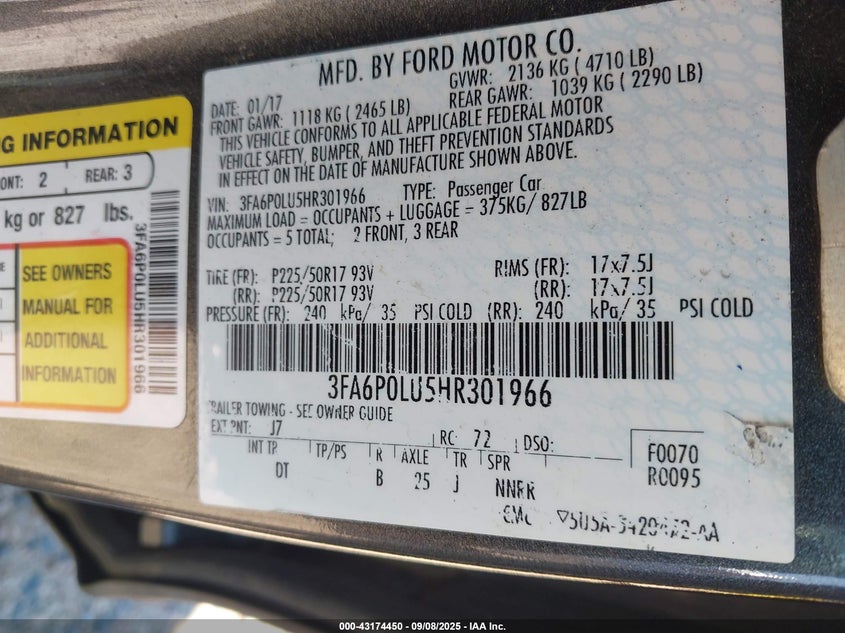 MFD. BY FORD MOTOR CO.
DATE: 01/17 GVWR: 2136 KG ( 4710 LB)
FRONT GAWR: 1118 KG ( 2465 LB) REAR GAWR: 1039 KG ( 2290 LB)
THIS VEHICLE CONFORMS TO ALL APPLICABLE FEDERAL MOTOR
VEHICLE SAFETY, BUMPER, AND THEFT PREVENTION STANDARDS
IN EFFECT ON THE DATE OF MANUFACTURE SHOWN ABOVE.
VIN: 3FA6P0LU5HR301966 TYPE: Passenger Car
MAXIMUM LOAD = OCCUPANTS + LUGGAGE = 375KG/ 827LB
OCCUPANTS = 5 TOTAL; 2 FRONT, 3 REAR
TIRE (FR): P225/50R17 93V RIMS (FR): 17x7.5J
(RR): P225/50R17 93V (RR): 17x7.5J
PRESSURE (FR): 240 kPa/ 35 PSI COLD (RR): 240 kPa/ 35 PSI COLD
3FA6P0LU5HR301966
TRAILER TOWING - SEE OWNER GUIDE
EXT PNT: J7 RC: 72 DSO:
INT TR TP/PS R AXLE TR SPR
DT B 25 J NNRR
F0070
R0095
G INFORMATION
ONT: 2 REAR: 3
kg or 827 lbs.
SEE OWNERS
MANUAL FOR
ADDITIONAL
INFORMATION
3FA6P0LU5HR301966
000-43174450 - 09/08/2025 - IAA Inc.